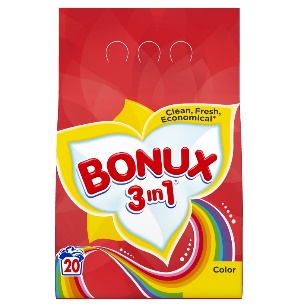 Clean, Fresh,
Economical*
BONUX
3in1
20
Color